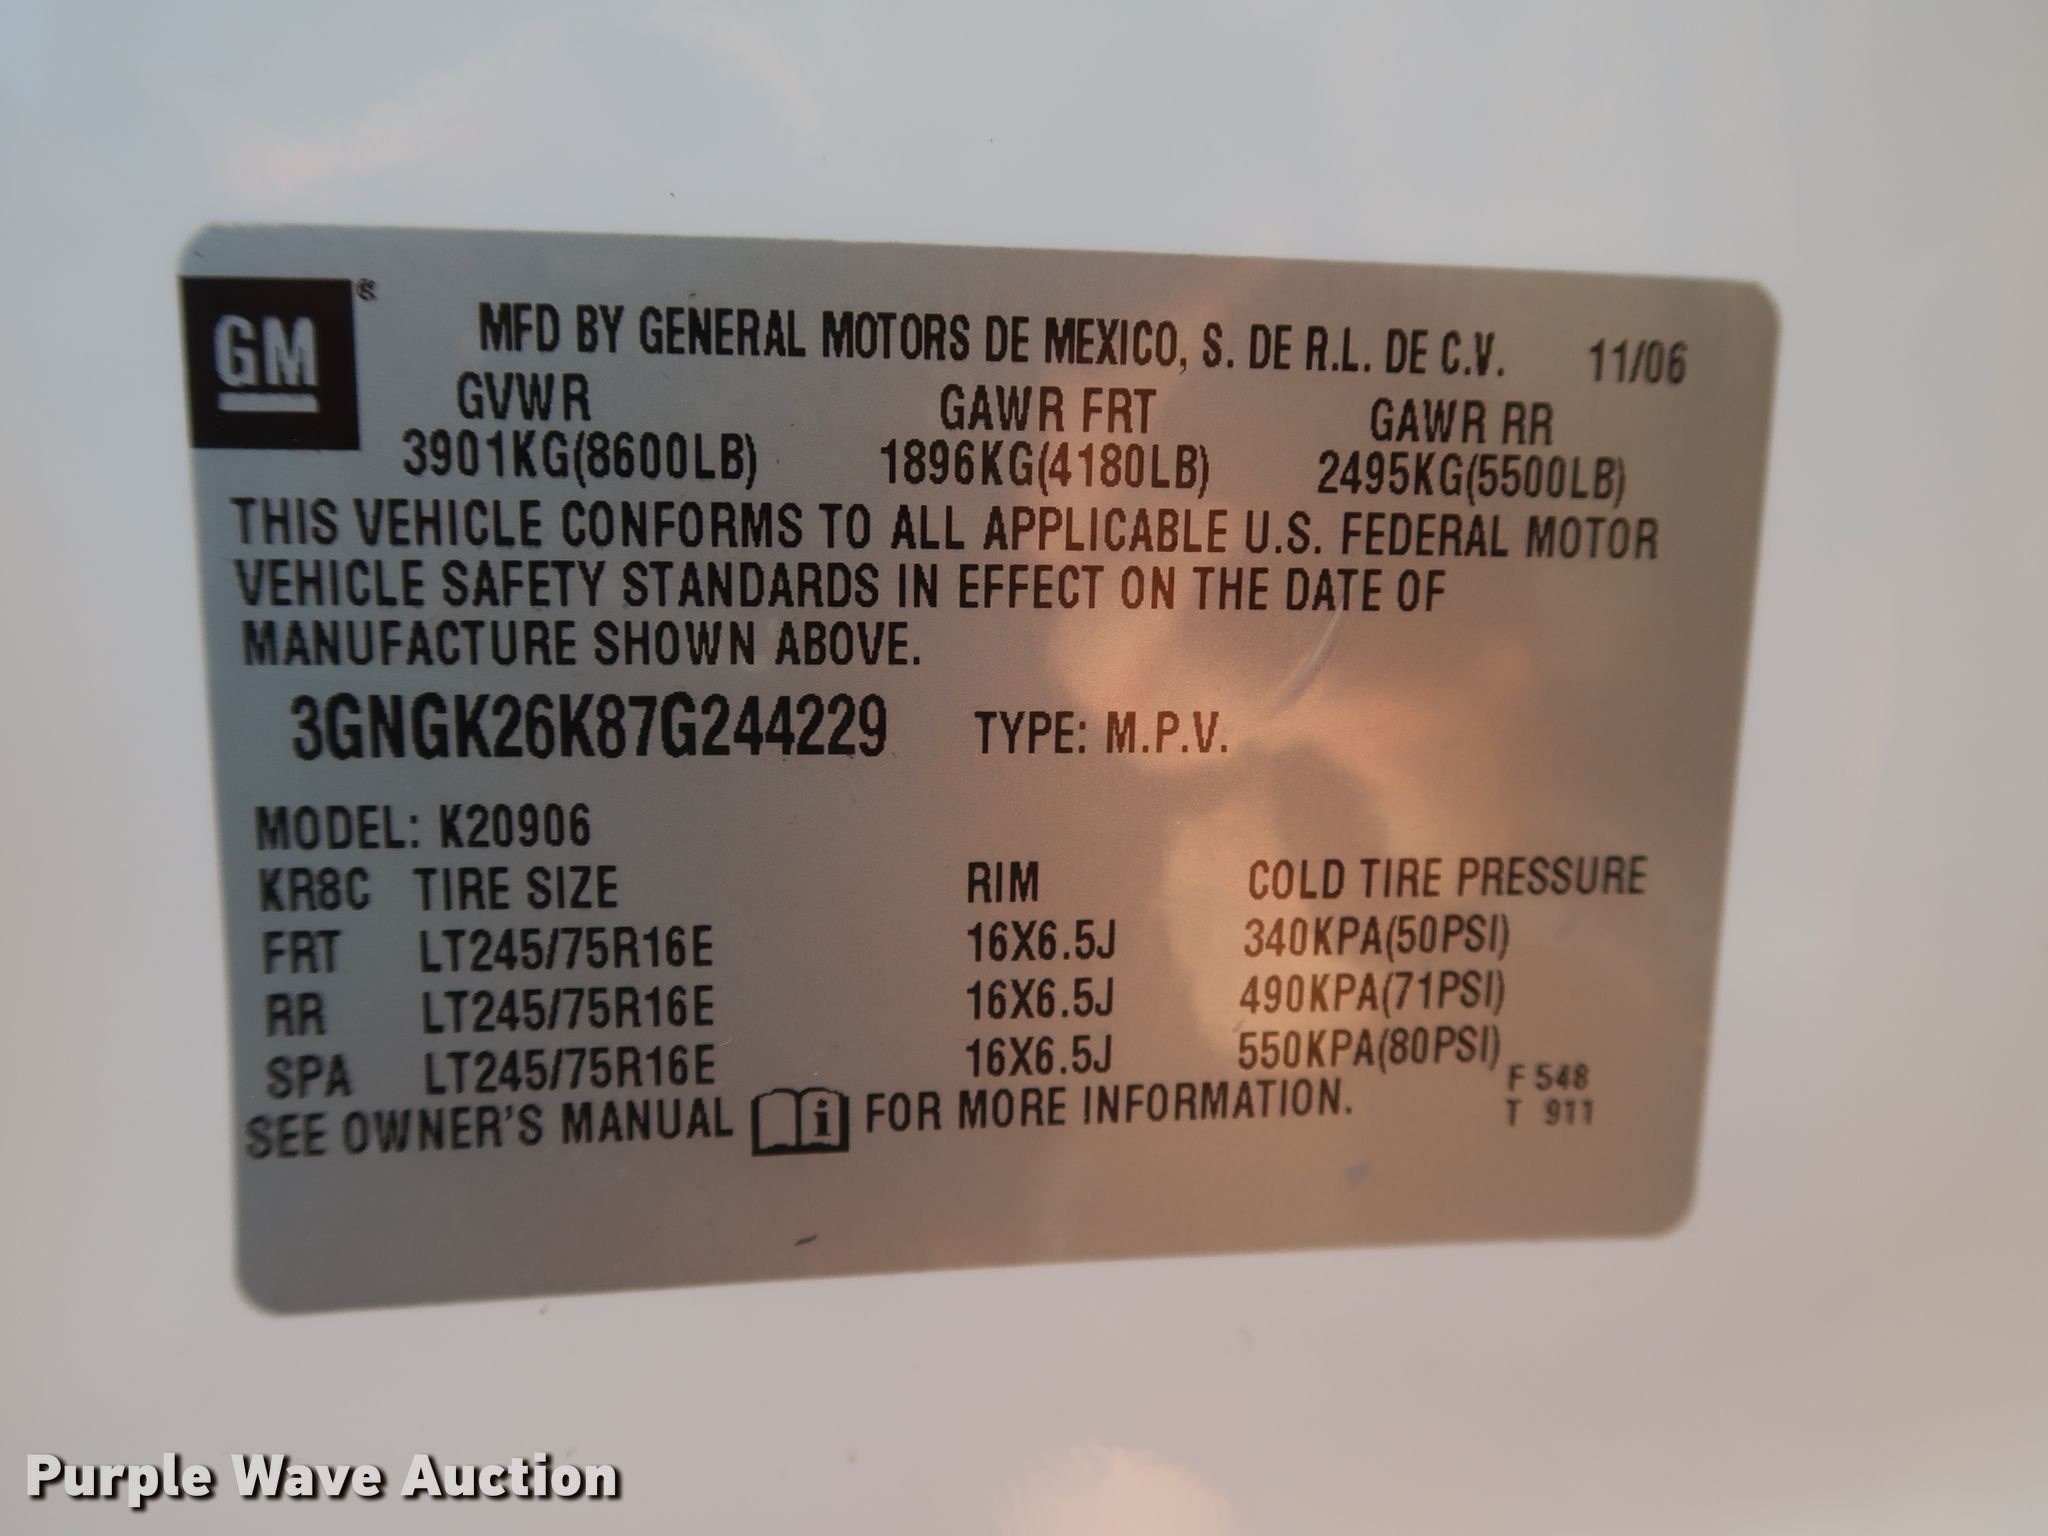 GM®
MFD BY GENERAL MOTORS DE MEXICO, S. DE R.L. DE C.V. 11/06
GVWR GAWR FRT GAWR RR
3901KG(8600LB) 1896KG(4180LB) 2495KG(5500LB)
THIS VEHICLE CONFORMS TO ALL APPLICABLE U.S. FEDERAL MOTOR
VEHICLE SAFETY STANDARDS IN EFFECT ON THE DATE OF
MANUFACTURE SHOWN ABOVE.
3GNGK26K87G244229 TYPE: M.P.V.
MODEL: K20906
KR8C TIRE SIZE RIM COLD TIRE PRESSURE
FRT LT245/75R16E 16X6.5J 340KPA(50PSI)
RR LT245/75R16E 16X6.5J 490KPA(71PSI)
SPA LT245/75R16E 16X6.5J 550KPA(80PSI)
F 548
SEE OWNER'S MANUAL i FOR MORE INFORMATION. T 911
Purple Wave Auction